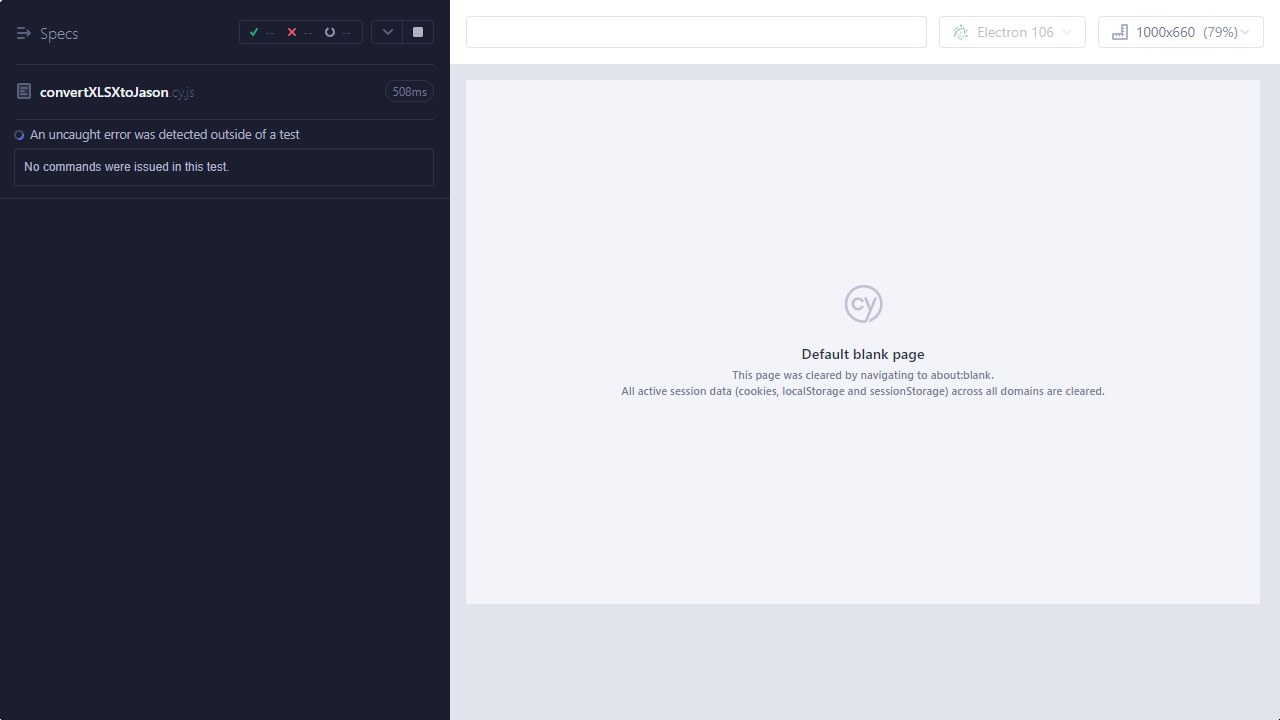 Specs
-- -- --
Electron 106
1000x660 (79%)
convertXLSXtoJason.cy.js
508ms
An uncaught error was detected outside of a test
No commands were issued in this test.
cy
Default blank page
This page was cleared by navigating to about:blank.
All active session data (cookies, localStorage and sessionStorage) across all domains are cleared.